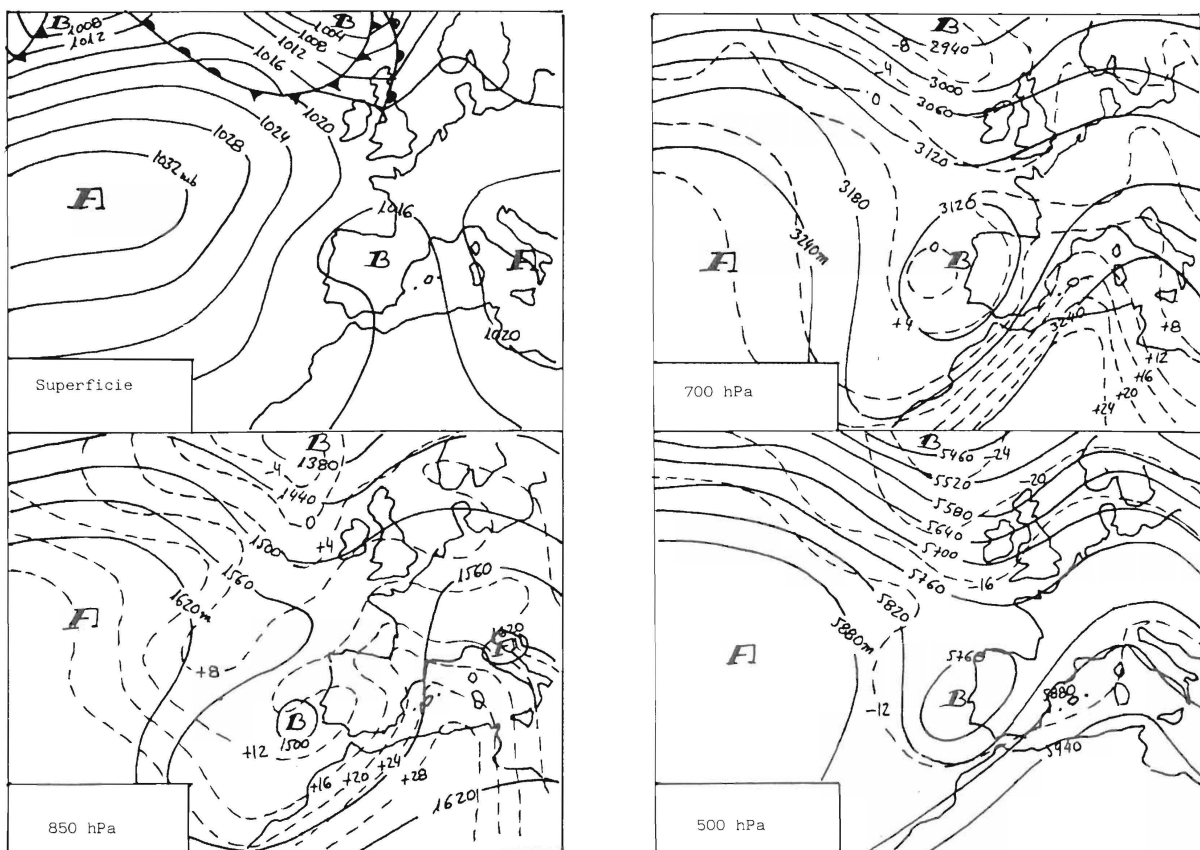 B
1008
1012
B
1004
1008
1012
1016
1020
1024
1028
1032 mb
A
1016
B
A
1020
Superficie
B
-8
2940
-4
3000
0
3060
3120
3180
3240m
A
3120
0
B
+4
3240
+8
+12
+16
+20
+24
700 hPa
B
1380
-4
1440
0
+4
1500
1560
1620m
A
+8
1560
1620
A
B
1500
+12
+16
+20
+24
+28
1620
850 hPa
B
5460
-24
5520
-20
5580
5640
5700
5760
-16
5820
5880m
A
5760
B
-12
5880
5940
500 hPa